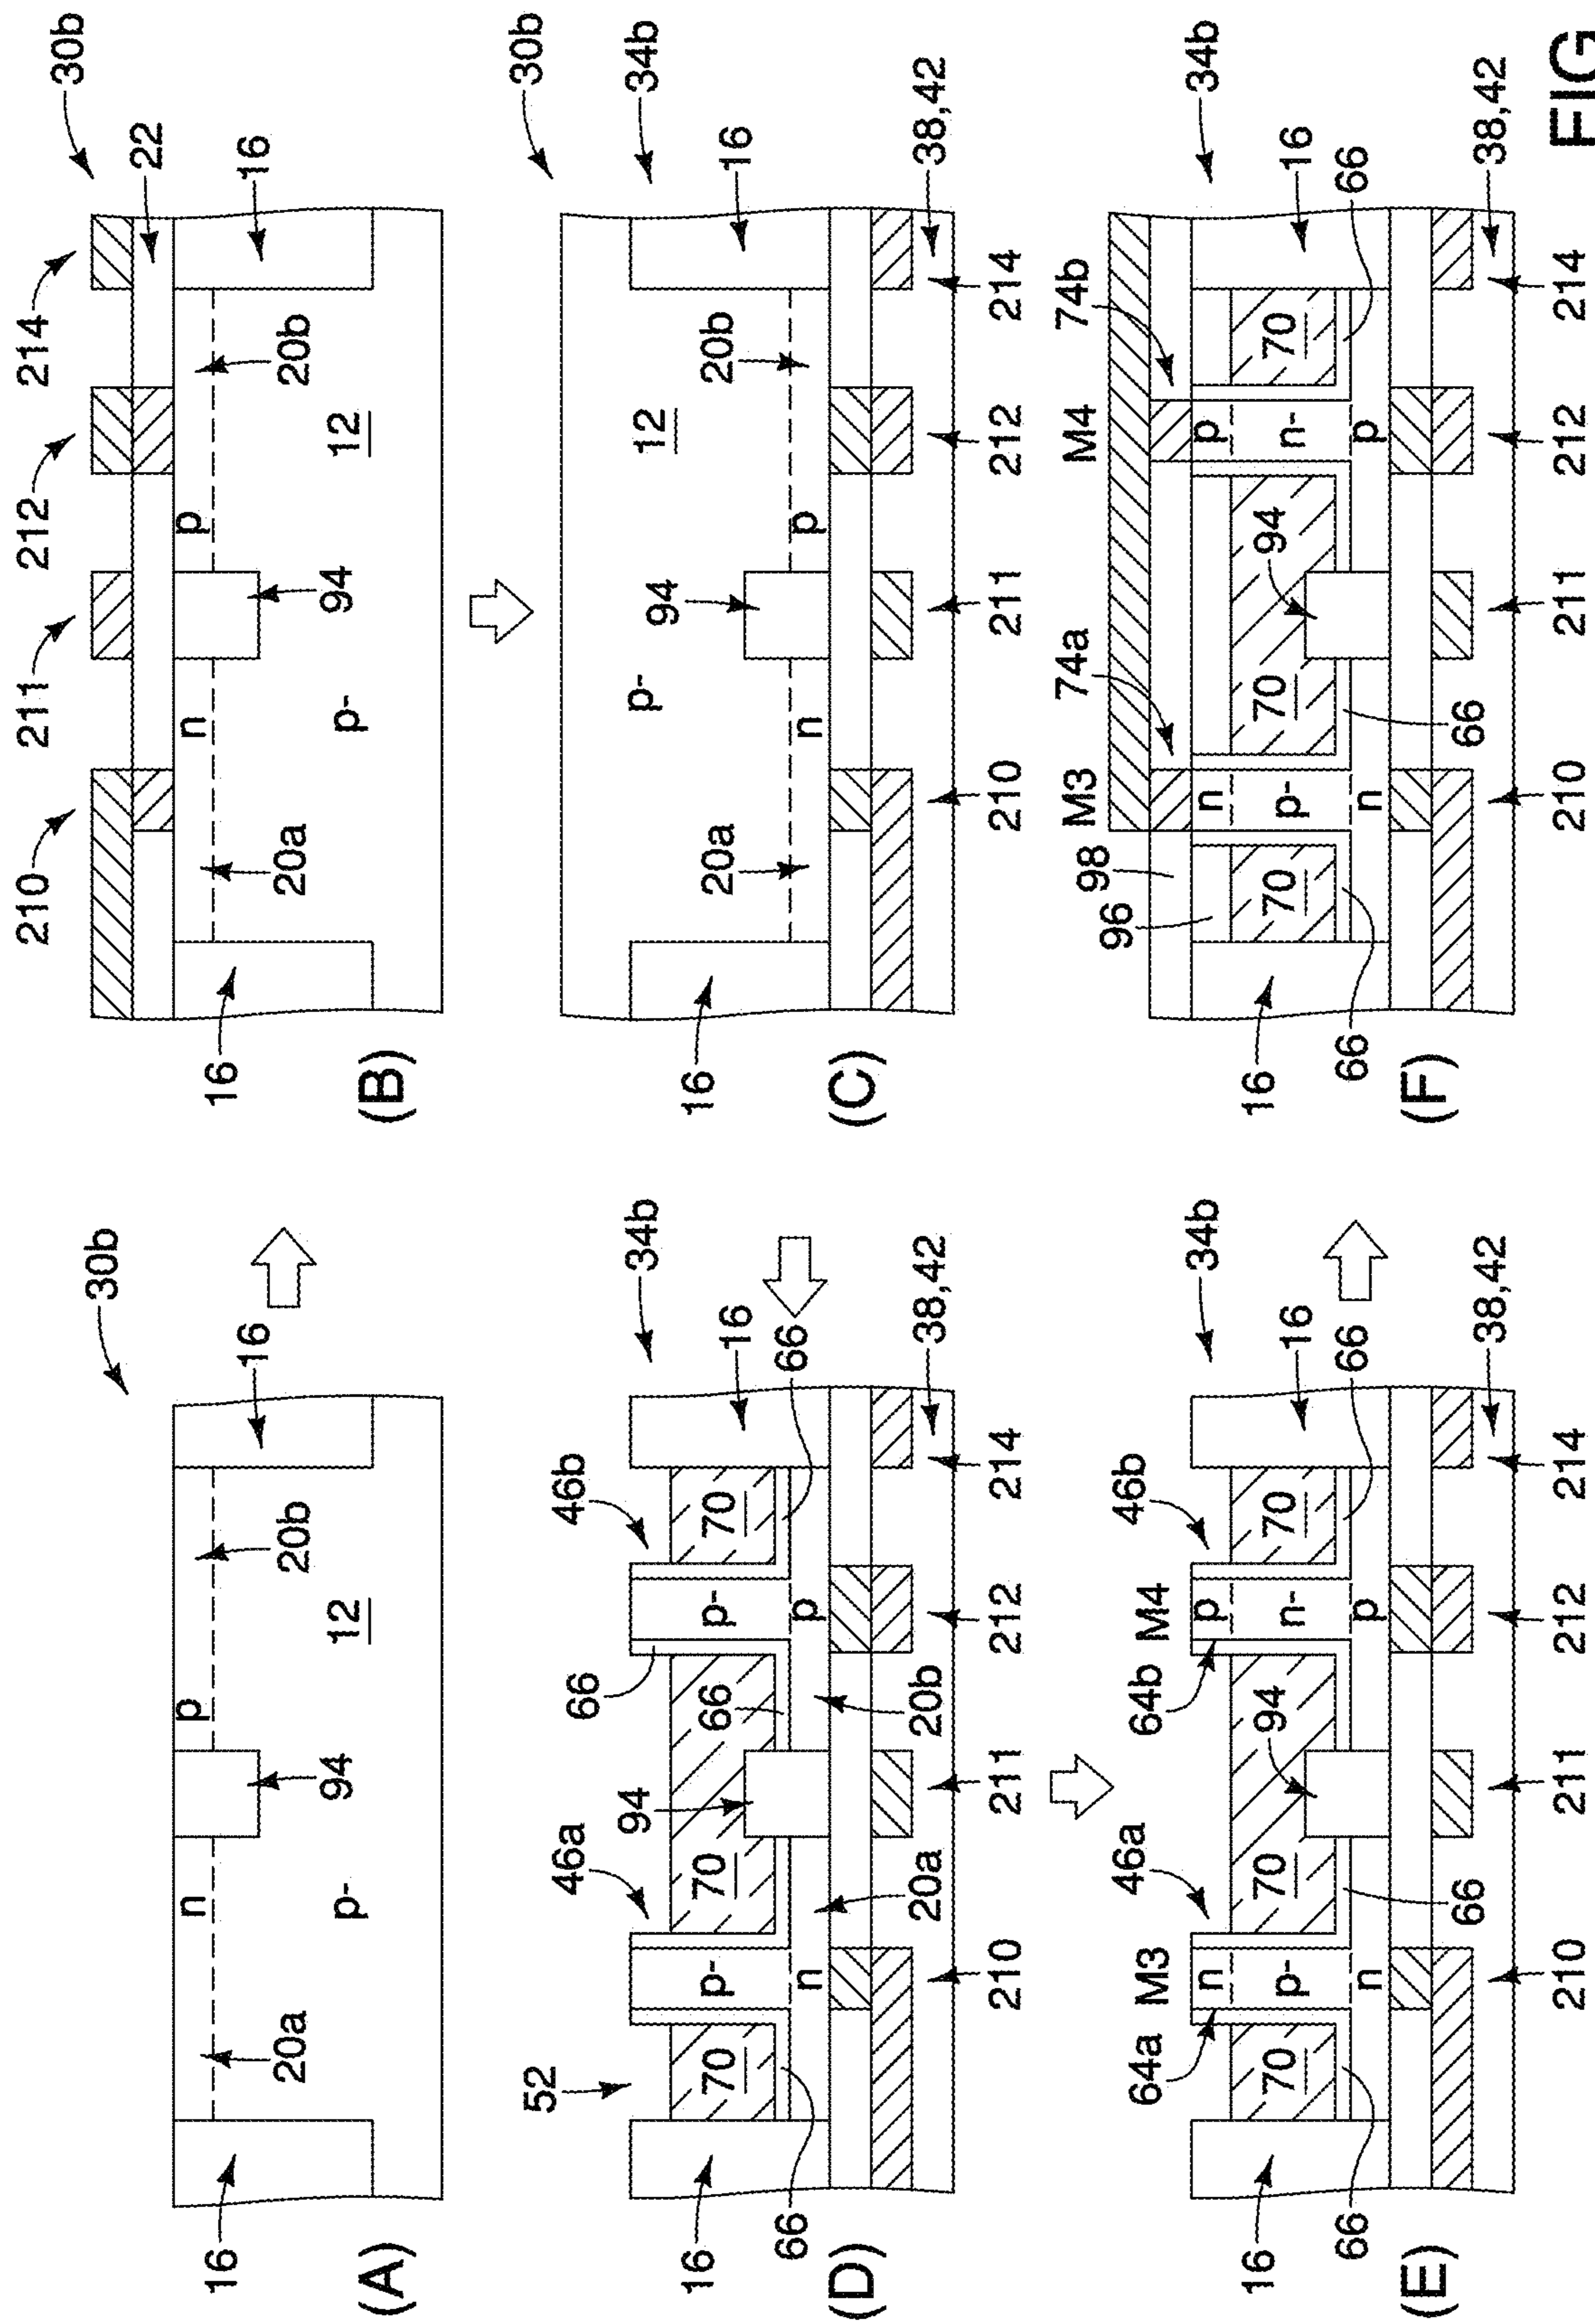 30b
16
16
20a
n
94
p
20b
p-
12
(A)
30b
210
211
212
214
22
16
16
20a
n
94
p
20b
p-
12
(B)
30b
34b
16
16
12
p-
94
20a
20b
n
p
210
211
212
214
38,42
(C)
34b
52
46a
46b
16
16
66
66
66
66
70
70
70
94
p-
p-
n
p
20a
20b
210
211
212
214
38,42
(D)
34b
M3
M4
46a
46b
64a
64b
16
16
66
66
66
70
70
70
94
n
p-
n
p
n-
p
210
211
212
214
38,42
(E)
34b
M3
M4
74a
74b
96
98
16
16
66
66
66
70
70
70
94
n
p-
n
p
n-
p
210
211
212
214
38,42
(F)
FIG